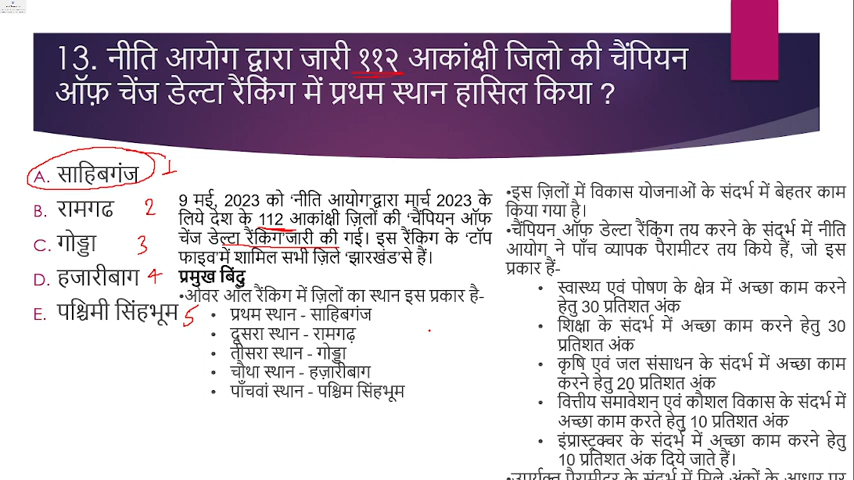 13. नीति आयोग द्वारा जारी ११२ आकांक्षी जिलो की चैंपियन
ऑफ़ चेंज डेल्टा रैंकिंग में प्रथम स्थान हासिल किया ?
A. साहिबगंज 1
B. रामगढ 2
C. गोड्डा 3
D. हजारीबाग 4
E. पश्चिमी सिंहभूम 5
9 मई, 2023 को 'नीति आयोग'द्वारा मार्च 2023 के
लिये देश के 112 आकांक्षी ज़िलों की 'चैंपियन ऑफ
चेंज डेल्टा रैंकिंग'जारी की गई। इस रैंकिंग के 'टॉप
फाइव'में शामिल सभी ज़िले 'झारखंड'से हैं।
प्रमुख बिंदु
•ओवर ऑल रैंकिंग में ज़िलों का स्थान इस प्रकार है-
• प्रथम स्थान - साहिबगंज
• दूसरा स्थान - रामगढ़
• तीसरा स्थान - गोड्डा
• चौथा स्थान - हज़ारीबाग
• पाँचवां स्थान - पश्चिम सिंहभूम
•इस ज़िलों में विकास योजनाओं के संदर्भ में बेहतर काम
किया गया है।
•चैंपियन ऑफ डेल्टा रैंकिंग तय करने के संदर्भ में नीति
आयोग ने पाँच व्यापक पैरामीटर तय किये हैं, जो इस
प्रकार हैं-
• स्वास्थ्य एवं पोषण के क्षेत्र में अच्छा काम करने
हेतु 30 प्रतिशत अंक
• शिक्षा के संदर्भ में अच्छा काम करने हेतु 30
प्रतिशत अंक
• कृषि एवं जल संसाधन के संदर्भ में अच्छा काम
करने हेतु 20 प्रतिशत अंक
• वित्तीय समावेशन एवं कौशल विकास के संदर्भ में
अच्छा काम करते हेतु 10 प्रतिशत अंक
• इंफ्रास्ट्रक्चर के संदर्भ में अच्छा काम करने हेतु
10 प्रतिशत अंक दिये जाते हैं।
•उपर्युक्त पैरामीटर के संदर्भ में मिले अंकों के आधार पर